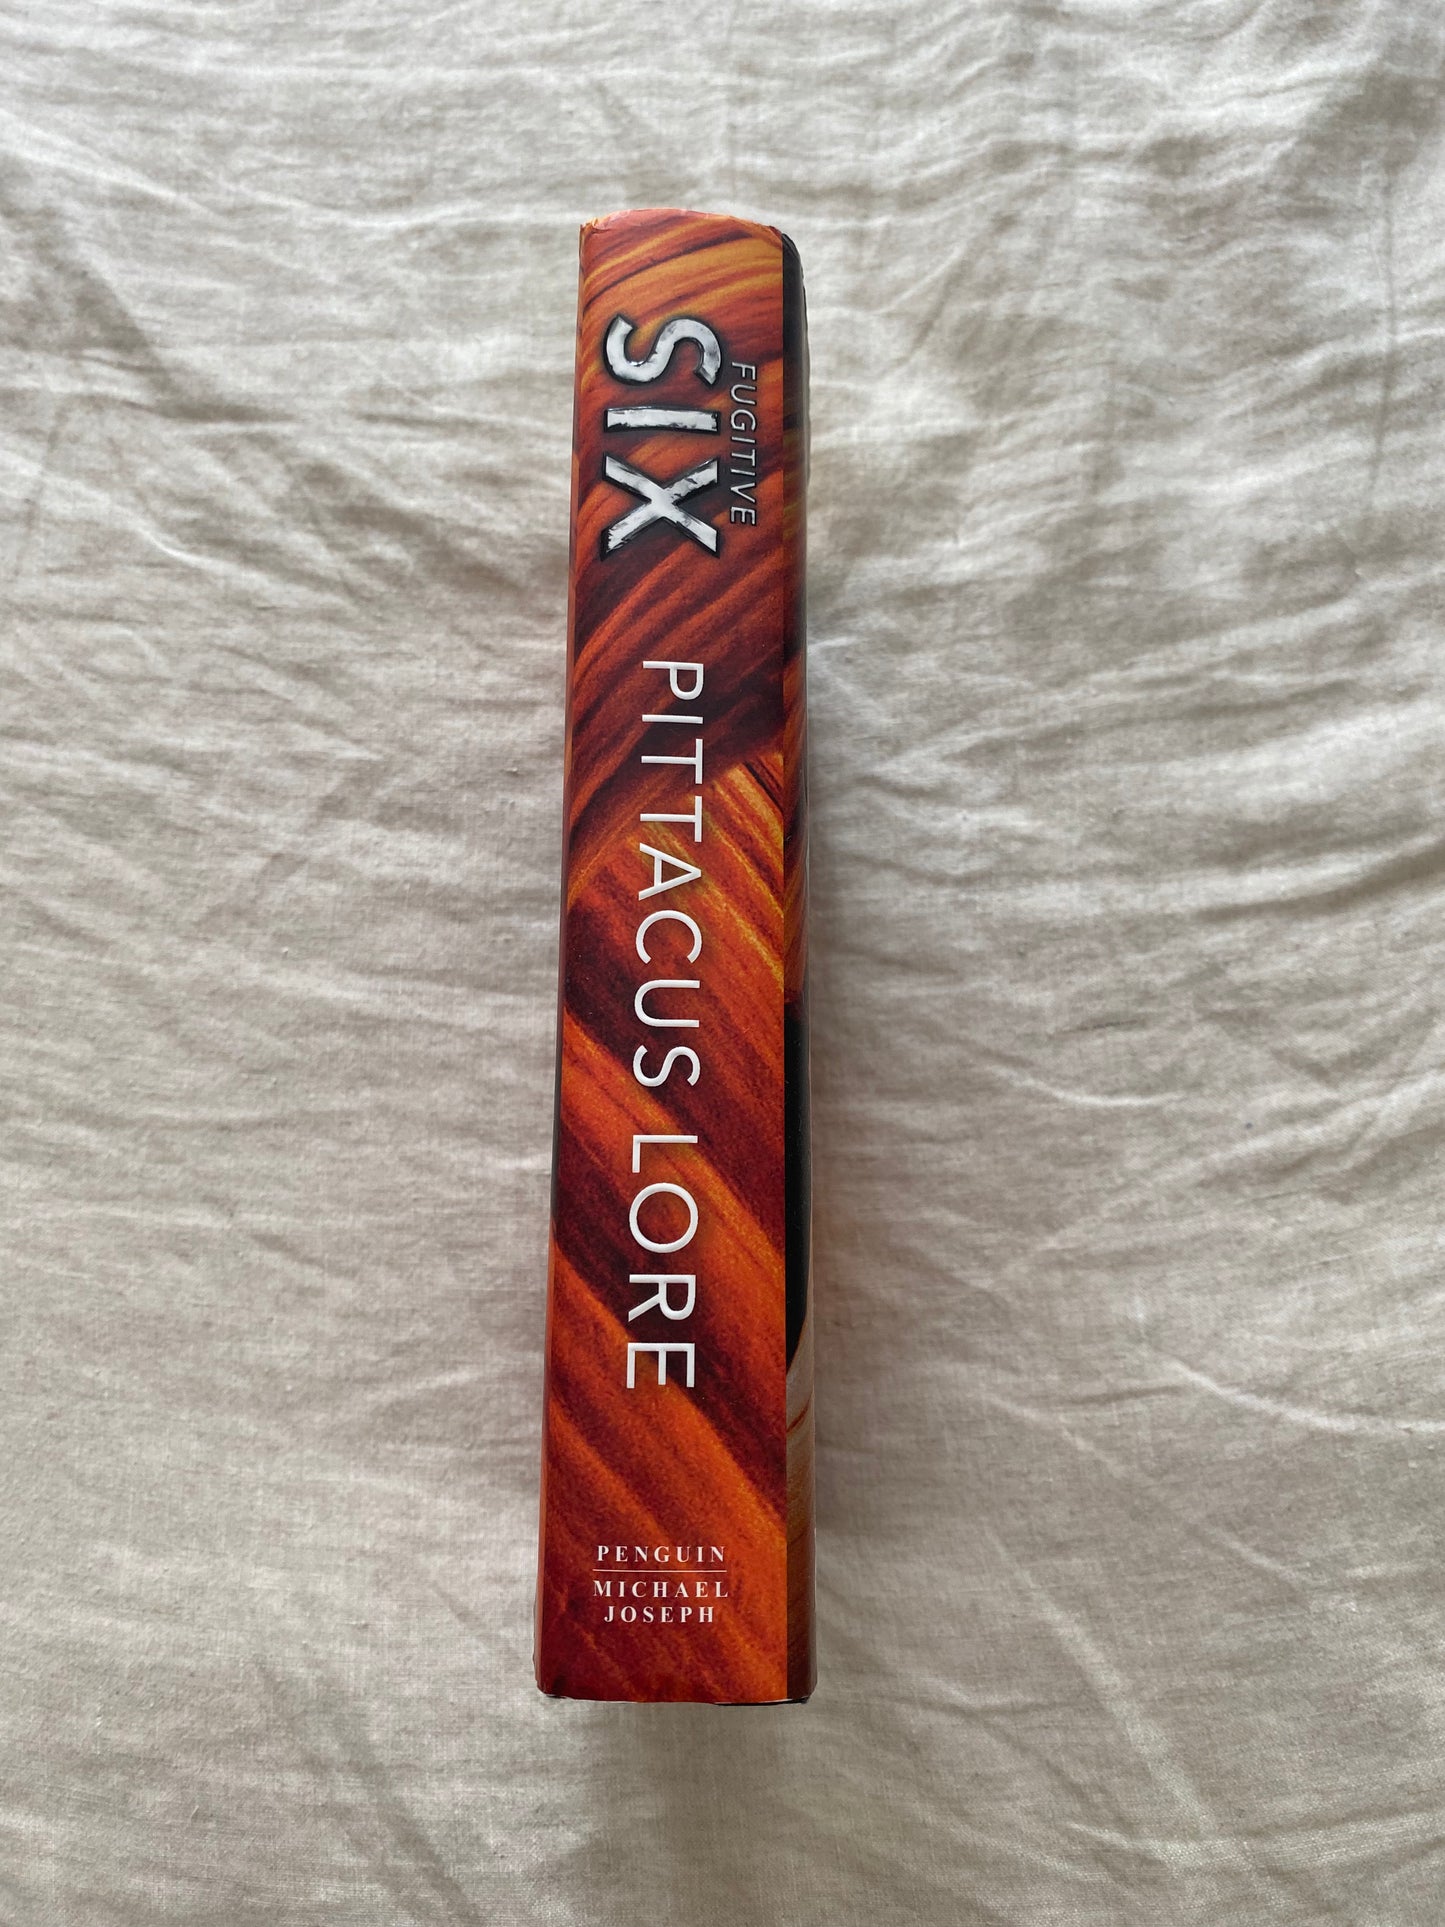 FUGITIVE
SIX
PITTACUS LORE
PENGUIN
MICHAEL
JOSEPH